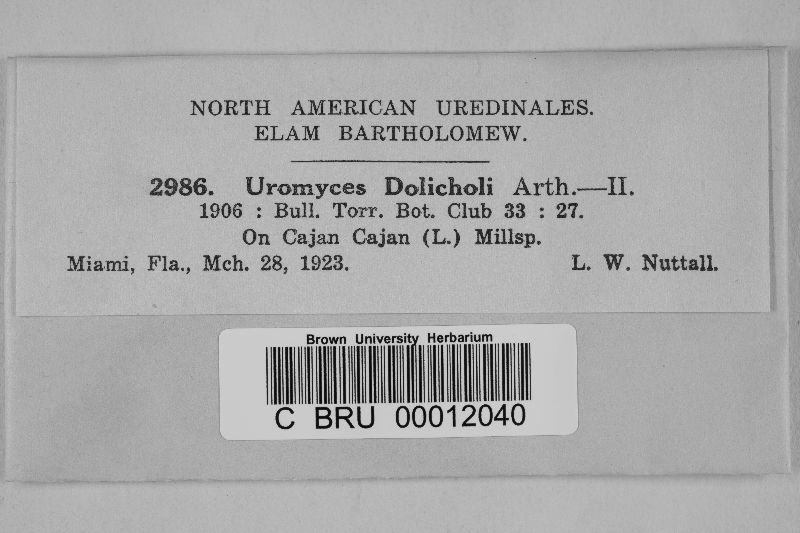 NORTH AMERICAN UREDINALES.
ELAM BARTHOLOMEW.
2986. Uromyces Dolicholi Arth.—II.
1906 : Bull. Torr. Bot. Club 33 : 27.
On Cajan Cajan (L.) Millsp.
Miami, Fla., Mch. 28, 1923. L. W. Nuttall.
Brown University Herbarium
C BRU 00012040